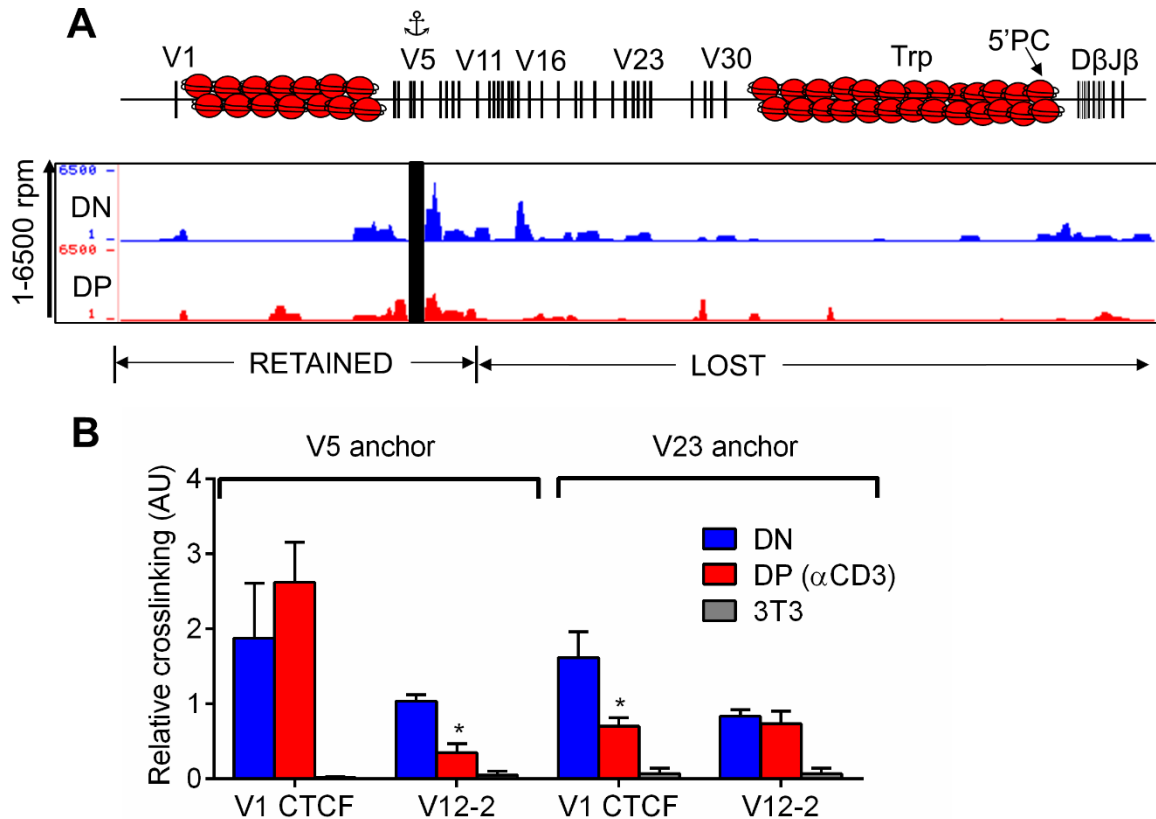 A
V1 V5 V11 V16 V23 V30 Trp 5'PC DβJβ
1-6500 rpm
6500
DN
1
6500
DP
1
RETAINED LOST
B
V5 anchor V23 anchor
Relative crosslinking (AU)
4
3
2
1
0
DN
DP (αCD3)
3T3
* *
V1 CTCF V12-2 V1 CTCF V12-2